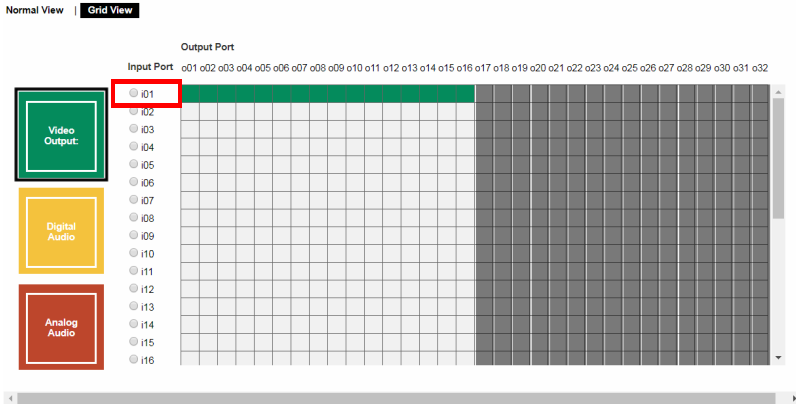 Normal View | Grid View
Output Port
Input Port o01 o02 o03 o04 o05 o06 o07 o08 o09 o10 o11 o12 o13 o14 o15 o16 o17 o18 o19 o20 o21 o22 o23 o24 o25 o26 o27 o28 o29 o30 o31 o32
i01
i02
i03
i04
i05
i06
i07
i08
i09
i10
i11
i12
i13
i14
i15
i16
Video
Output:
Digital
Audio
Analog
Audio